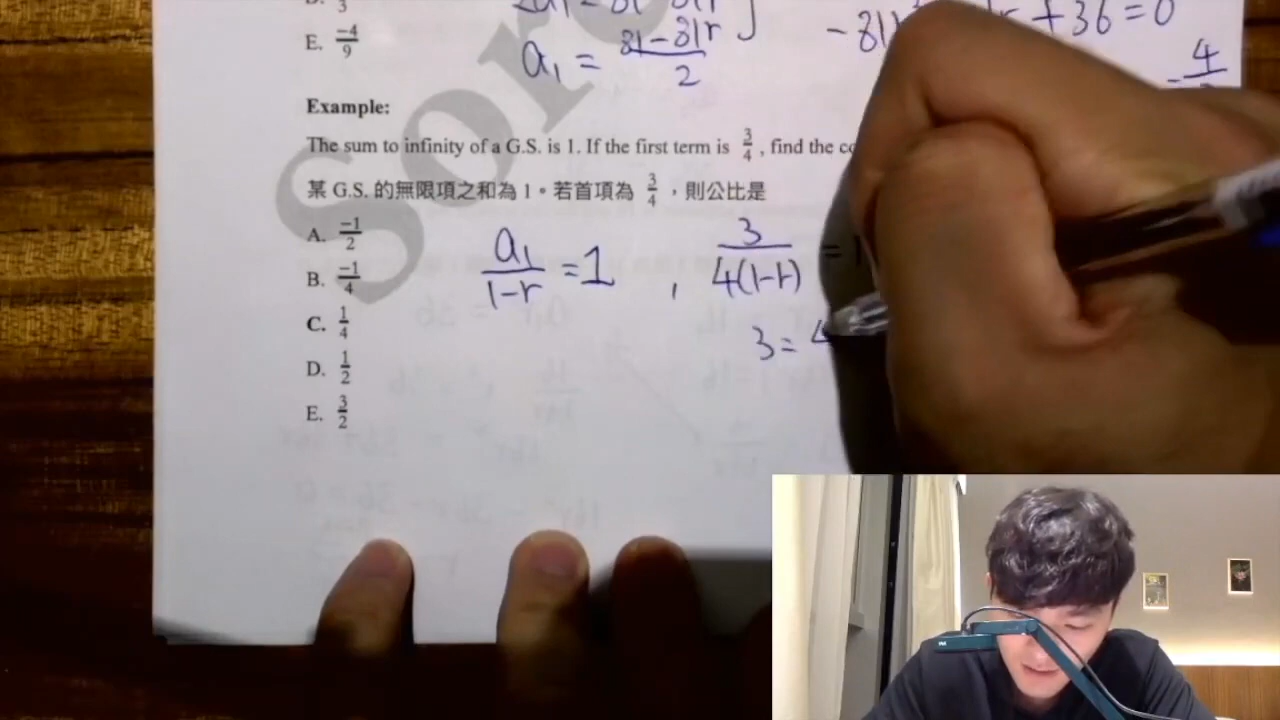 3
E. -4/9
a₁ = 81-81r/2
+36=0
4
Example:
The sum to infinity of a G.S. is 1. If the first term is 3/4, find the
某 G.S. 的無限項之和為 1。若首項為 3/4，則公比是
A. -1/2
B. -1/4
C. 1/4
D. 1/2
E. 3/2
a₁/1-r =1 , 3/4(1-r) =
3= 4